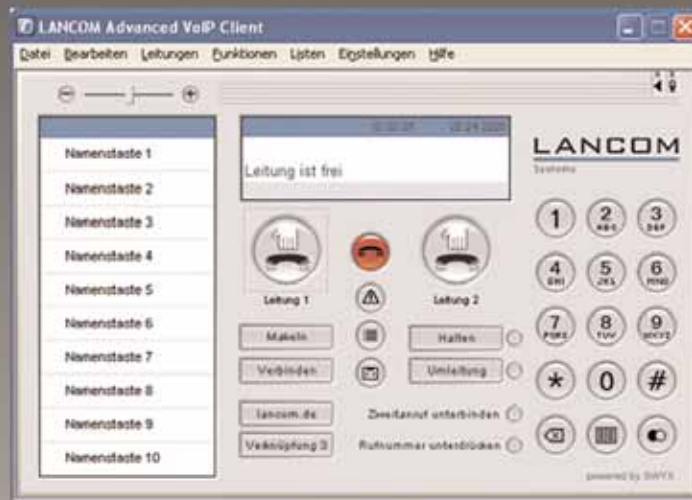 LANCOM Advanced VoIP Client
Datei Bearbeiten Leitungen Funktionen Listen Einstellungen Hilfe
Leitung ist frei
LANCOM
Systems
Namenstaste 1
Namenstaste 2
Namenstaste 3
Namenstaste 4
Namenstaste 5
Namenstaste 6
Namenstaste 7
Namenstaste 8
Namenstaste 9
Namenstaste 10
Leitung 1
Leitung 2
Makeln
Halten
Verbinden
Umleitung
lancom.de
Zweitanruf unterbinden
Verknüpfung 3
Rufnummer unterdrücken
1 2 3
ABC DEF
4 5 6
GHI JKL MNO
7 8 9
PQRS TUV WXYZ
* 0 #
powered by SWYX